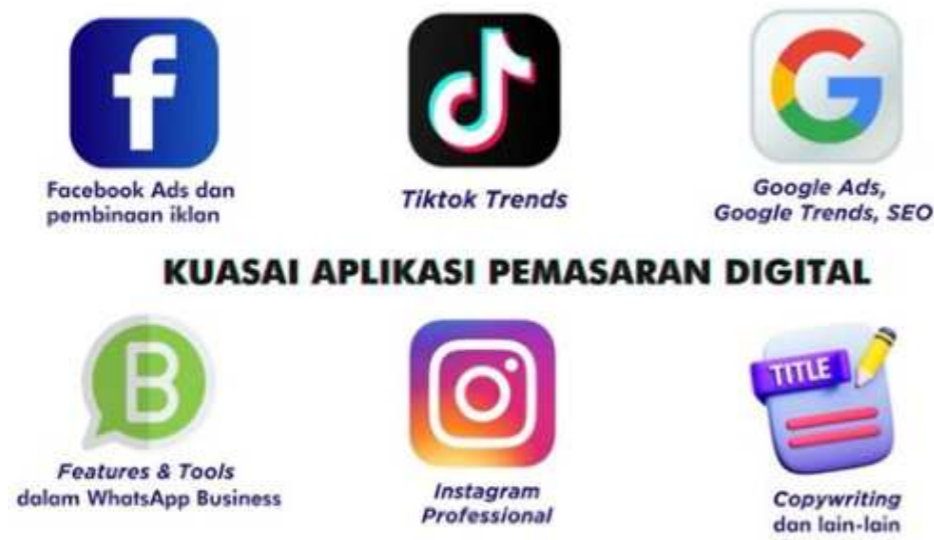 Facebook Ads dan
pembinaan iklan
Tiktok Trends
Google Ads,
Google Trends, SEO
KUASAI APLIKASI PEMASARAN DIGITAL
B
TITLE
Features & Tools
dalam WhatsApp Business
Instagram
Professional
Copywriting
dan lain-lain